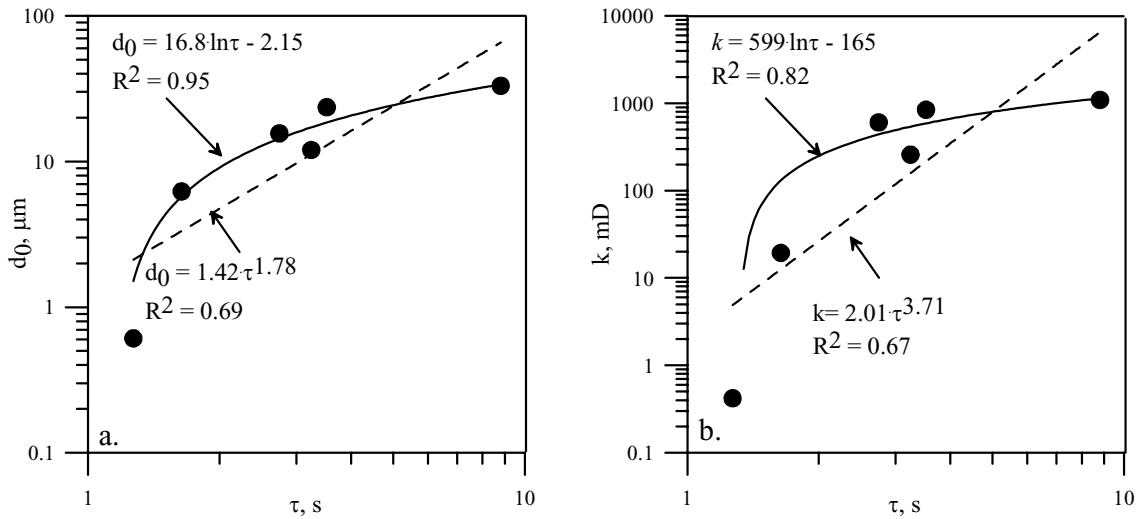 100
10
1
0.1
d0, μm
d0 = 16.8·lnτ - 2.15
R2 = 0.95
d0 = 1.42·τ1.78
R2 = 0.69
a.
1
10
τ, s
10000
1000
100
10
1
0.1
k, mD
k = 599·lnτ - 165
R2 = 0.82
k= 2.01·τ3.71
R2 = 0.67
b.
1
10
τ, s